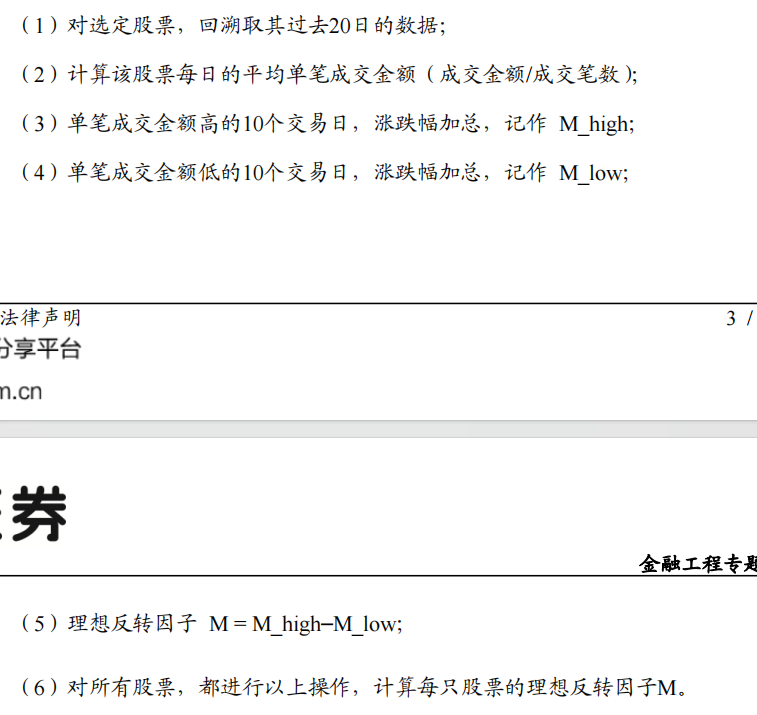 （1）对选定股票，回溯取其过去20日的数据；
（2）计算该股票每日的平均单笔成交金额（成交金额/成交笔数）；
（3）单笔成交金额高的10个交易日，涨跌幅加总，记作 M_high；
（4）单笔成交金额低的10个交易日，涨跌幅加总，记作 M_low；
法律声明 3 /
分享平台
m.cn
券
金融工程专题
（5）理想反转因子 M = M_high–M_low；
（6）对所有股票，都进行以上操作，计算每只股票的理想反转因子M。